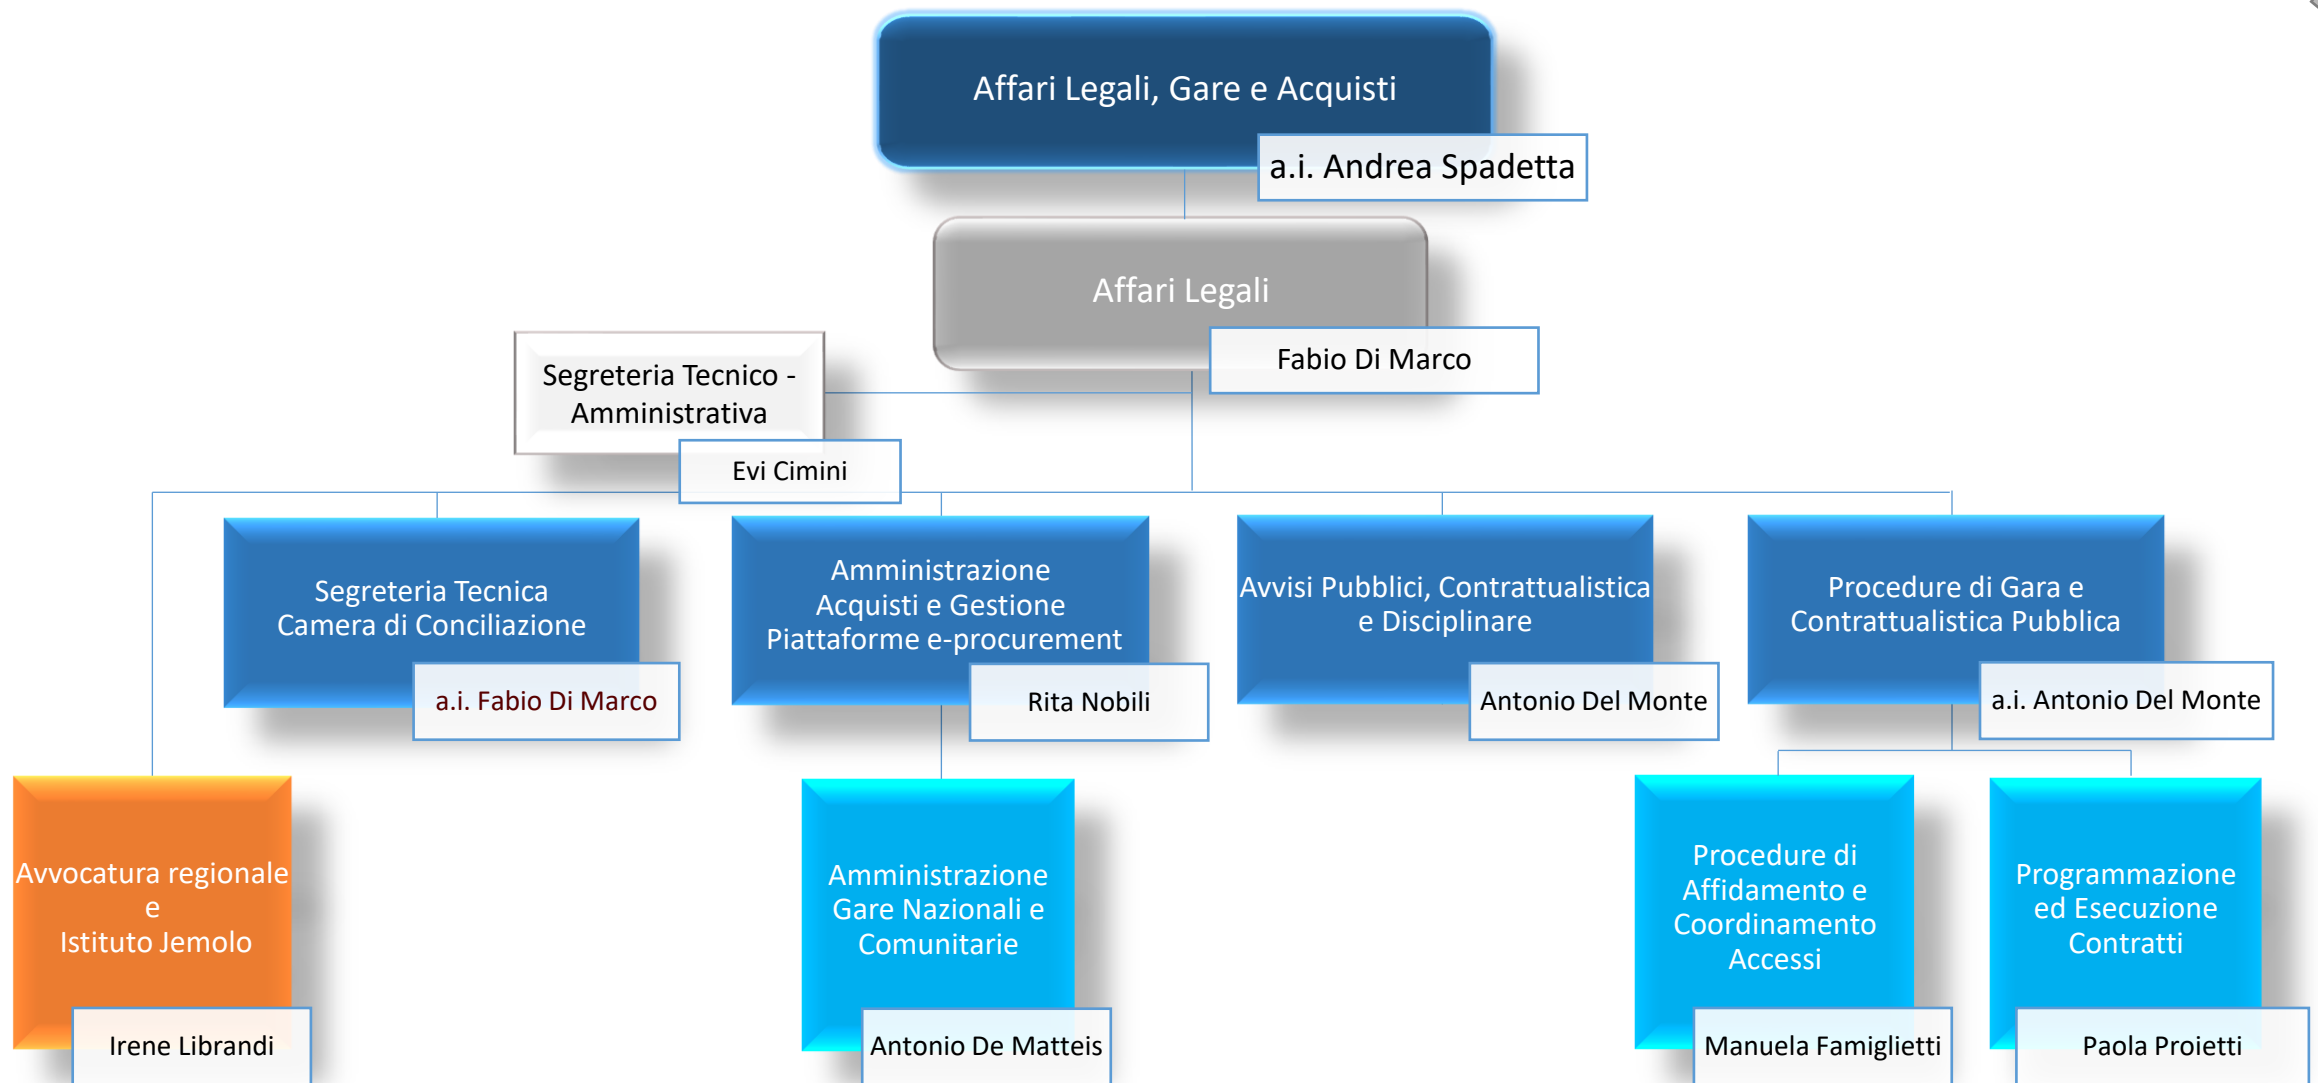 Affari Legali, Gare e Acquisti
a.i. Andrea Spadetta
Affari Legali
Fabio Di Marco
Segreteria Tecnico -
Amministrativa
Evi Cimini
Segreteria Tecnica
Camera di Conciliazione
a.i. Fabio Di Marco
Amministrazione
Acquisti e Gestione
Piattaforme e-procurement
Rita Nobili
Avvisi Pubblici, Contrattualistica
e Disciplinare
Antonio Del Monte
Procedure di Gara e
Contrattualistica Pubblica
a.i. Antonio Del Monte
Avvocatura regionale
e
Istituto Jemolo
Irene Librandi
Amministrazione
Gare Nazionali e
Comunitarie
Antonio De Matteis
Procedure di
Affidamento e
Coordinamento
Accessi
Manuela Famiglietti
Programmazione
ed Esecuzione
Contratti
Paola Proietti